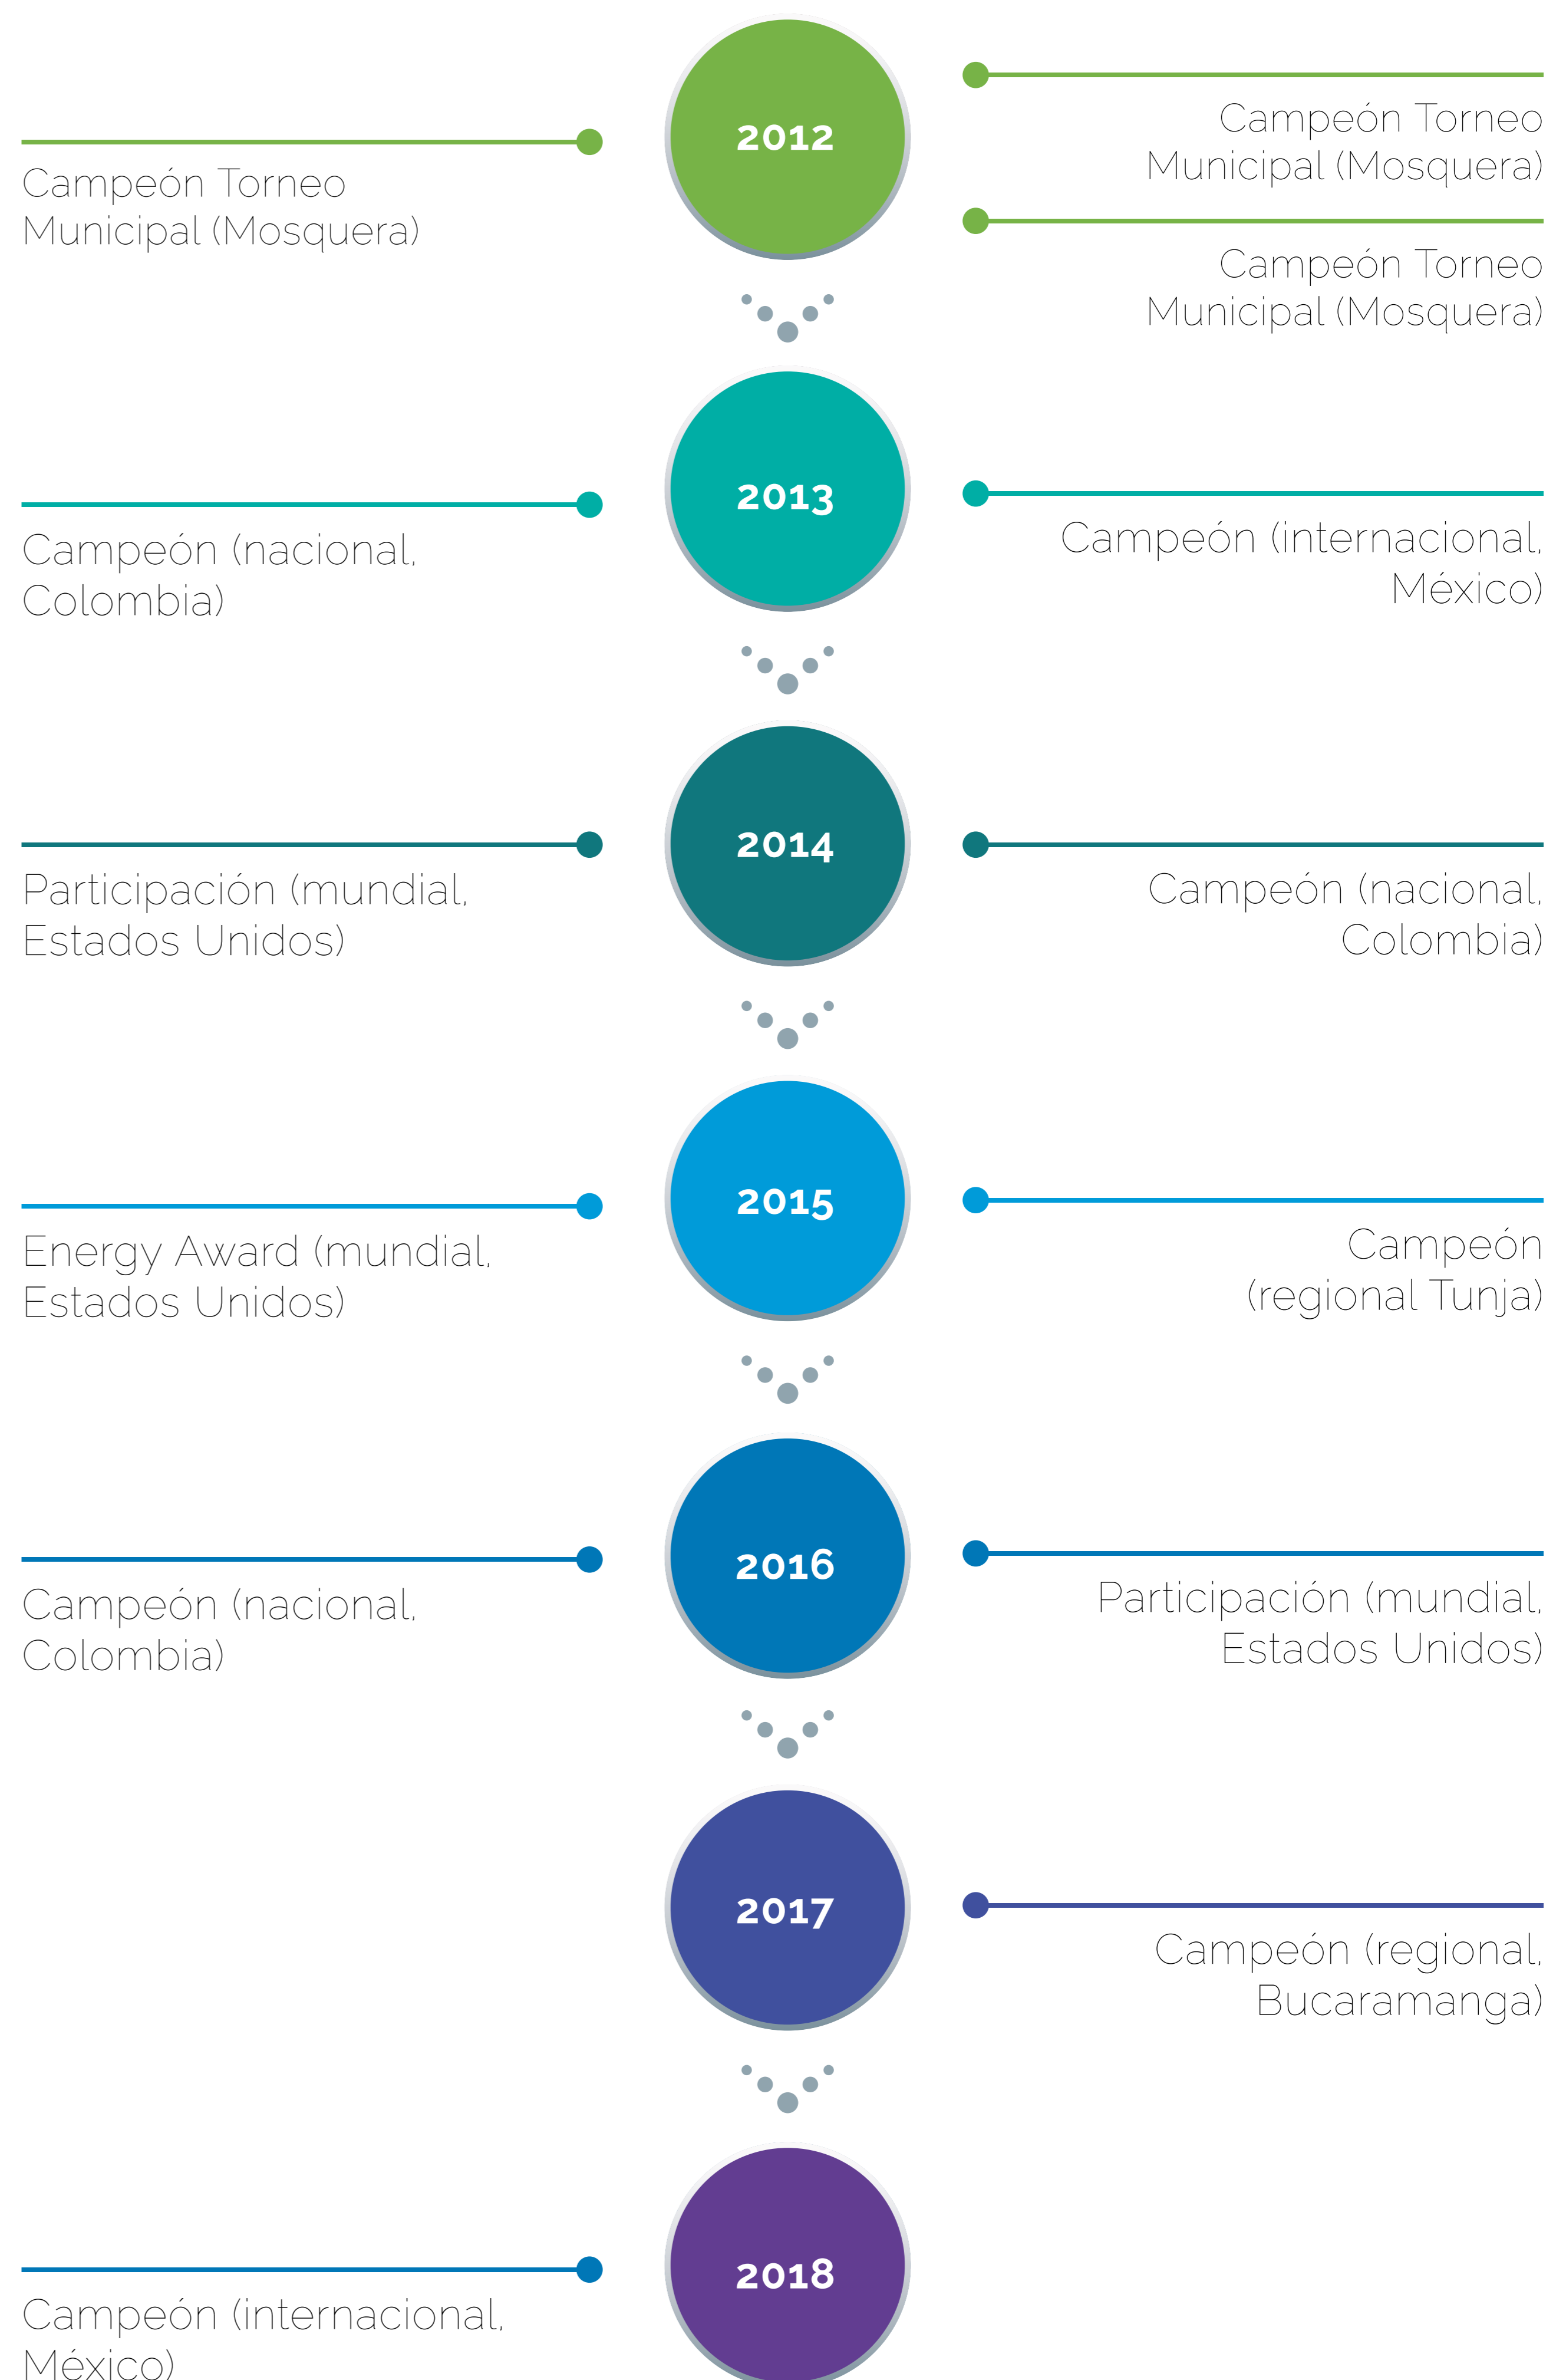 2012
Campeón Torneo
Municipal (Mosquera)
Campeón Torneo
Municipal (Mosquera)
Campeón Torneo
Municipal (Mosquera)
2013
Campeón (nacional,
Colombia)
Campeón (internacional,
México)
2014
Participación (mundial,
Estados Unidos)
Campeón (nacional,
Colombia)
2015
Energy Award (mundial,
Estados Unidos)
Campeón
(regional Tunja)
2016
Campeón (nacional,
Colombia)
Participación (mundial,
Estados Unidos)
2017
Campeón (regional,
Bucaramanga)
2018
Campeón (internacional,
México)